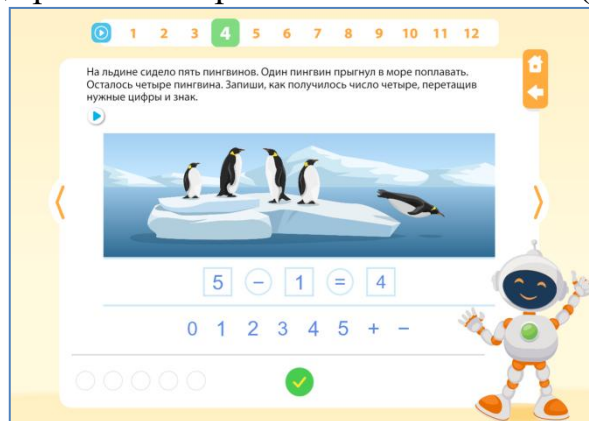 1 2 3 4 5 6 7 8 9 10 11 12
На льдине сидело пять пингвинов. Один пингвин прыгнул в море поплавать.
Осталось четыре пингвина. Запиши, как получилось число четыре, перетащив
нужные цифры и знак.
5 − 1 = 4
0 1 2 3 4 5 + −